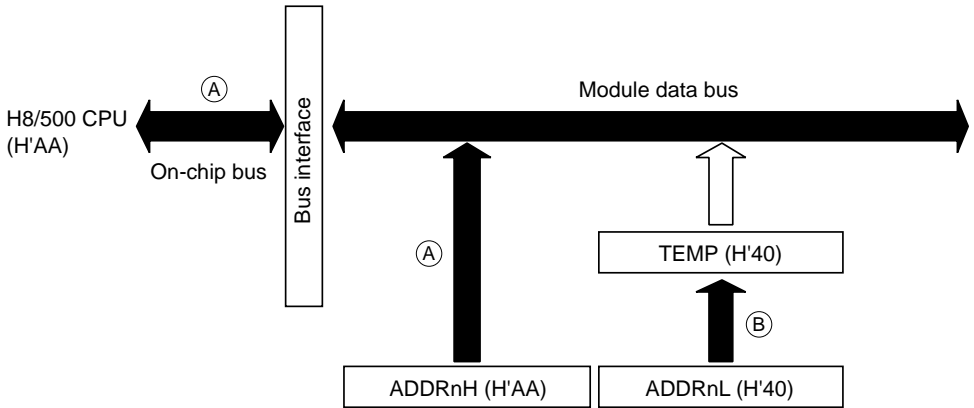 A
Module data bus
H8/500 CPU
(H'AA)
On-chip bus
Bus interface
A
TEMP (H'40)
B
ADDRnH (H'AA)
ADDRnL (H'40)